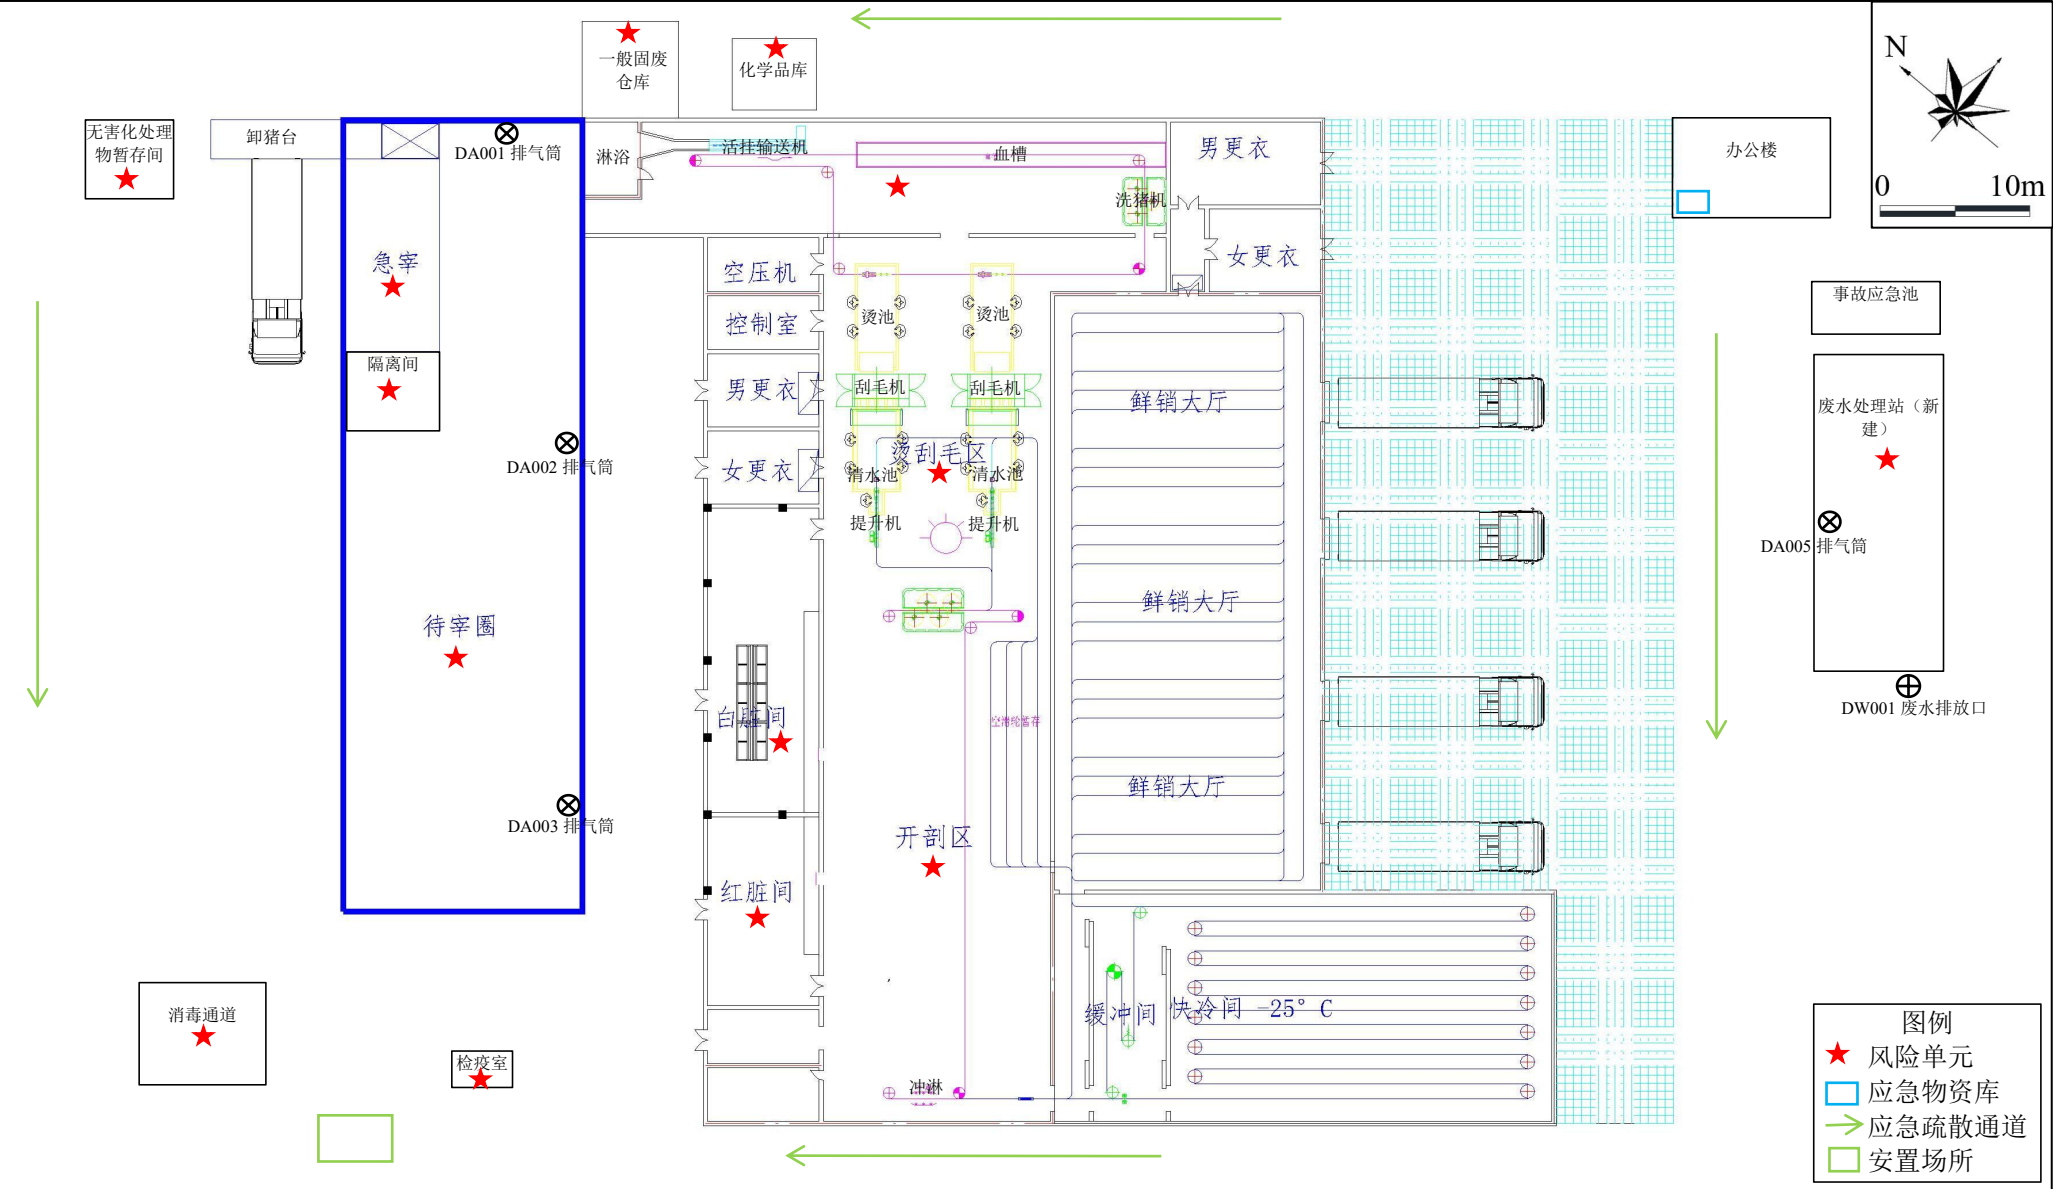 一般固废
仓库
化学品库
N
0 10m
无害化处理
物暂存间
卸猪台
DA001 排气筒
淋浴
活挂输送机
血槽
洗猪机
男更衣
女更衣
办公楼
事故应急池
急宰
隔离间
空压机
控制室
男更衣
女更衣
烫池
烫池
刮毛机
刮毛机
烫刮毛区
清水池
清水池
提升机
提升机
鲜销大厅
鲜销大厅
鲜销大厅
废水处理站（新
建）
DA005 排气筒
DW001 废水排放口
DA002 排气筒
待宰圈
DA003 排气筒
白脏间
红脏间
开剖区
缓冲间
快冷间 -25° C
冲淋
消毒通道
检疫室
图例
风险单元
应急物资库
应急疏散通道
安置场所